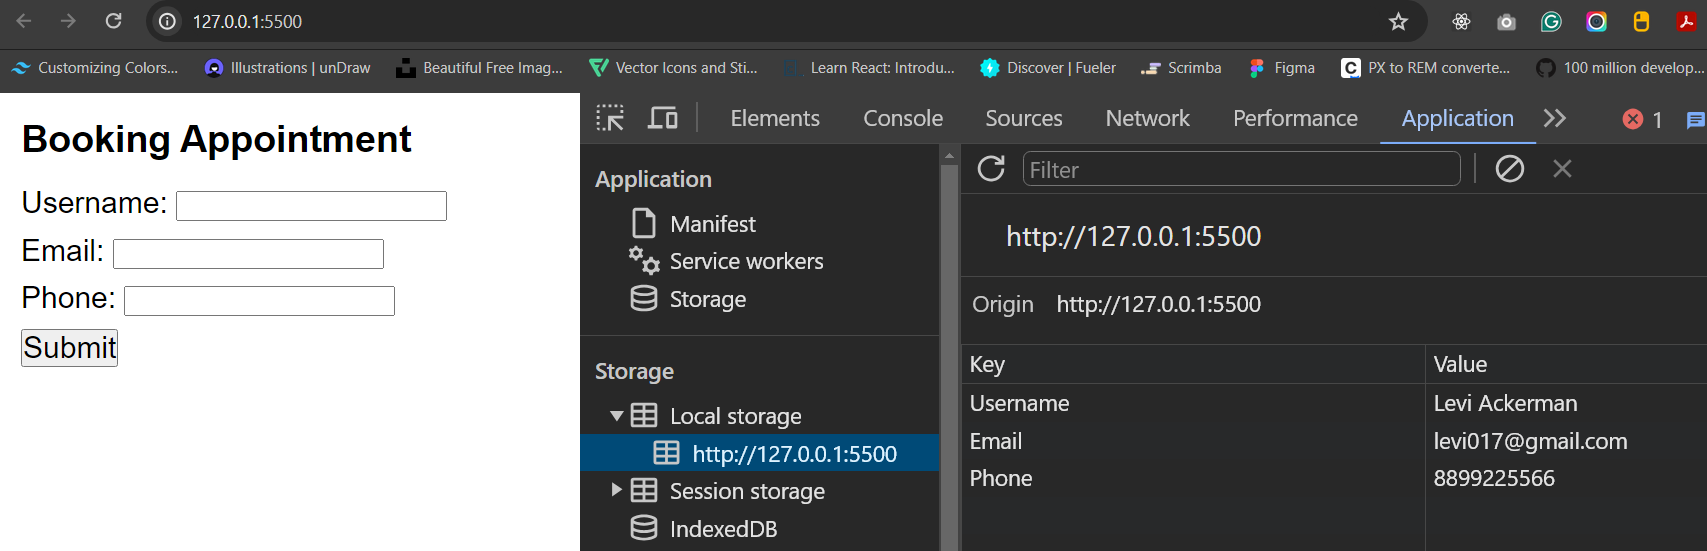 127.0.0.1:5500
Customizing Colors... Illustrations | unDraw Beautiful Free Imag... Vector Icons and Sti... Learn React: Introdu... Discover | Fueler Scrimba Figma PX to REM converte... 100 million develop...
Booking Appointment
Username:
Email:
Phone:
Submit
Elements Console Sources Network Performance Application 1
Application
Manifest
Service workers
Storage
Storage
Local storage
http://127.0.0.1:5500
Session storage
IndexedDB
Filter
http://127.0.0.1:5500
Origin http://127.0.0.1:5500
Key Value
Username Levi Ackerman
Email levi017@gmail.com
Phone 8899225566